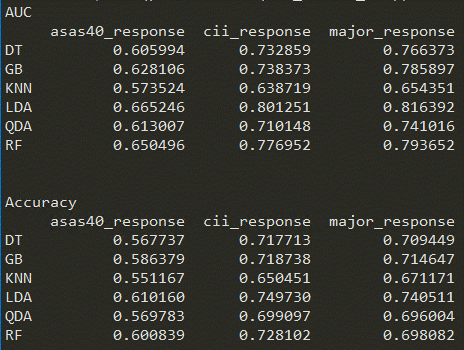 AUC
asas40_response cii_response major_response
DT 0.605994 0.732859 0.766373
GB 0.628106 0.738373 0.785897
KNN 0.573524 0.638719 0.654351
LDA 0.665246 0.801251 0.816392
QDA 0.613007 0.710148 0.741016
RF 0.650496 0.776952 0.793652
Accuracy
asas40_response cii_response major_response
DT 0.567737 0.717713 0.709449
GB 0.586379 0.718738 0.714647
KNN 0.551167 0.650451 0.671171
LDA 0.610160 0.749730 0.740511
QDA 0.569783 0.699097 0.696004
RF 0.600839 0.728102 0.698082